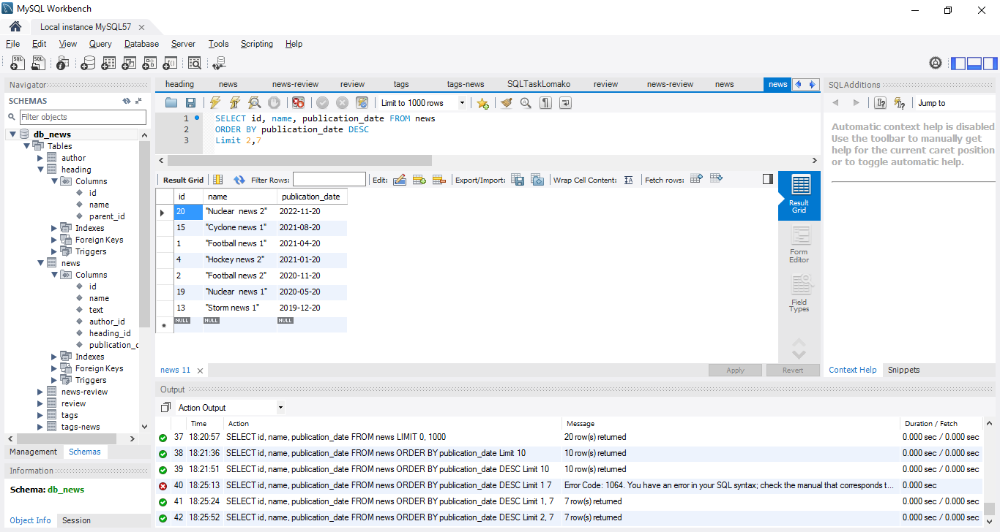 MySQL Workbench
Local instance MySQL57
File Edit View Query Database Server Tools Scripting Help
Navigator
SCHEMAS
Filter objects
db_news
Tables
author
heading
Columns
id
name
parent_id
Indexes
Foreign Keys
Triggers
news
Columns
id
name
text
author_id
heading_id
publication_d
Indexes
Foreign Keys
Triggers
news-review
review
tags
tags-news
Management Schemas
Information
Schema: db_news
Object Info Session
heading news news-review review tags tags-news SQLTaskLomako review news-review news news
Limit to 1000 rows
1 SELECT id, name, publication_date FROM news
2 ORDER BY publication_date DESC
3 Limit 2,7
Result Grid Filter Rows: Edit: Export/Import: Wrap Cell Content: Fetch rows:
id name publication_date
20 "Nuclear  news 2" 2022-11-20
15 "Cyclone news 1" 2021-08-20
1 "Football news 1" 2021-04-20
4 "Hockey news 2" 2021-01-20
2 "Football news 2" 2020-11-20
19 "Nuclear  news 1" 2020-05-20
13 "Storm news 1" 2019-12-20
NULL NULL NULL
Result
Grid
Form
Editor
Field
Types
news 11
Apply Revert
SQLAdditions
Jump to
Automatic context help is disabled.
Use the toolbar to manually get
help for the current caret position
or to toggle automatic help.
Context Help Snippets
Output
Action Output
Time Action Message Duration / Fetch
37 18:20:57 SELECT id, name, publication_date FROM news LIMIT 0, 1000 20 row(s) returned 0.000 sec / 0.000 sec
38 18:21:36 SELECT id, name, publication_date FROM news ORDER BY publication_date Limit 10 10 row(s) returned 0.000 sec / 0.000 sec
39 18:21:51 SELECT id, name, publication_date FROM news ORDER BY publication_date DESC Limit 10 10 row(s) returned 0.000 sec / 0.000 sec
40 18:25:13 SELECT id, name, publication_date FROM news ORDER BY publication_date DESC Limit 1 7 Error Code: 1064. You have an error in your SQL syntax; check the manual that corresponds t... 0.000 sec
41 18:25:24 SELECT id, name, publication_date FROM news ORDER BY publication_date DESC Limit 1, 7 7 row(s) returned 0.000 sec / 0.000 sec
42 18:25:52 SELECT id, name, publication_date FROM news ORDER BY publication_date DESC Limit 2, 7 7 row(s) returned 0.000 sec / 0.000 sec